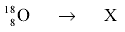 ¹⁸₈O → X